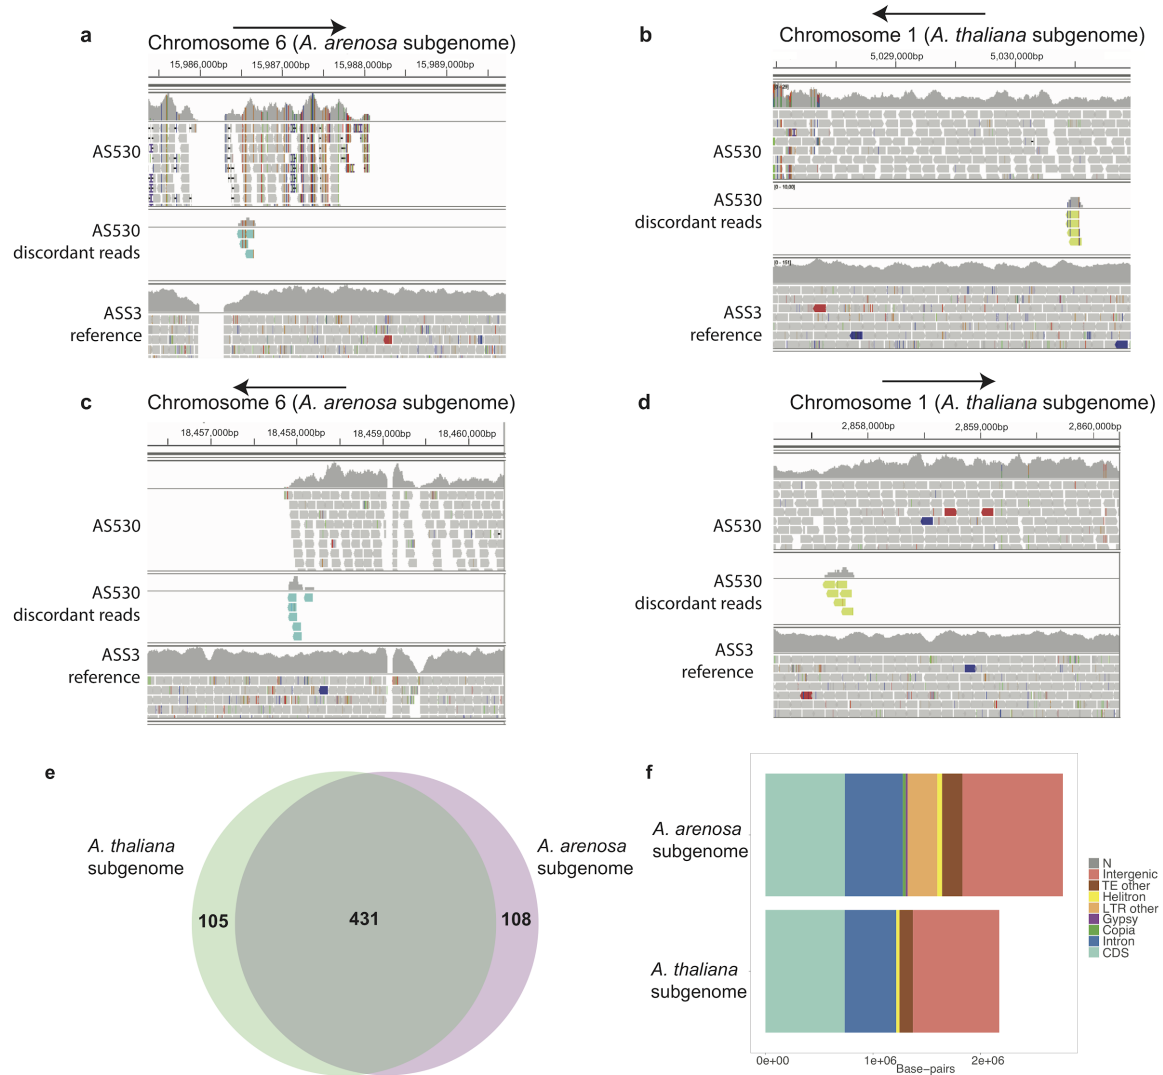 a
Chromosome 6 (A. arenosa subgenome)
15,986,000bp 15,987,000bp 15,988,000bp 15,989,000bp
AS530
AS530
discordant reads
ASS3
reference
b
Chromosome 1 (A. thaliana subgenome)
5,029,000bp 5,030,000bp
AS530
AS530
discordant reads
ASS3
reference
c
Chromosome 6 (A. arenosa subgenome)
18,457,000bp 18,458,000bp 18,459,000bp 18,460,000bp
AS530
AS530
discordant reads
ASS3
reference
d
Chromosome 1 (A. thaliana subgenome)
2,858,000bp 2,859,000bp 2,860,000bp
AS530
AS530
discordant reads
ASS3
reference
e
A. thaliana
subgenome
A. arenosa
subgenome
105 431 108
f
A. arenosa
subgenome
A. thaliana
subgenome
N
Intergenic
TE other
Helitron
LTR other
Gypsy
Copia
Intron
CDS
0e+00 1e+06 2e+06
Base-pairs